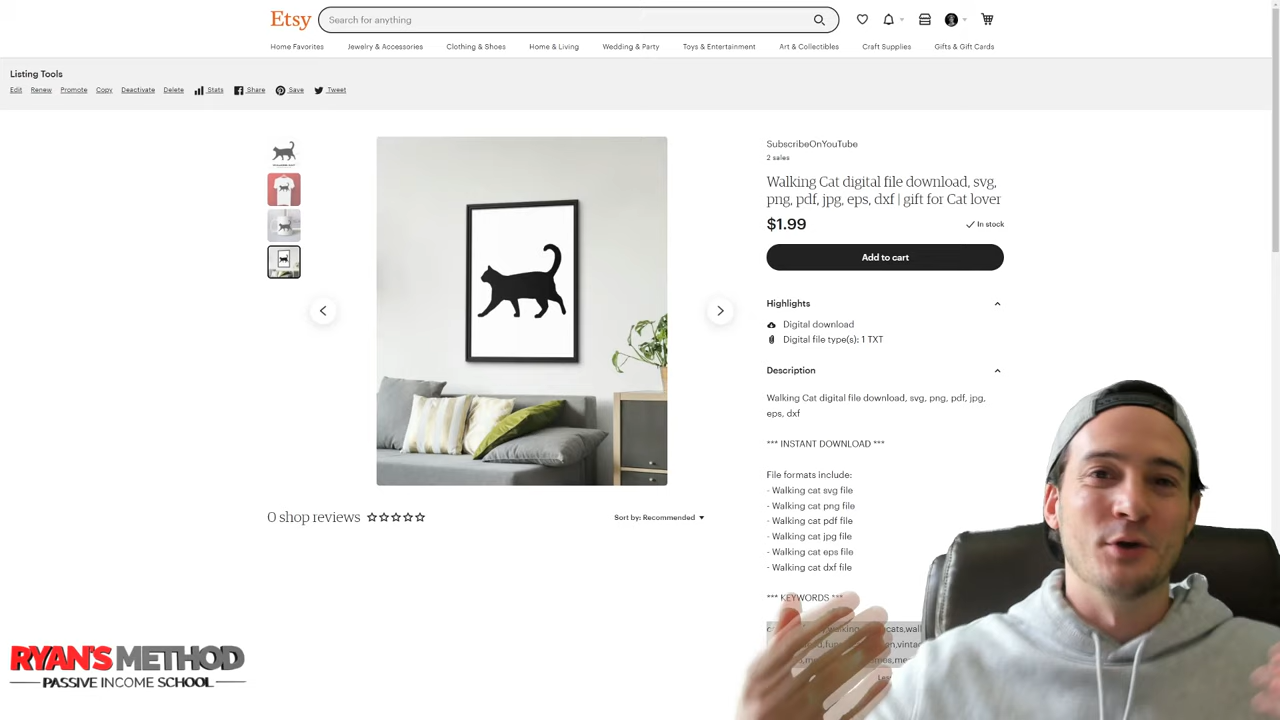 Etsy
Search for anything
Home Favorites
Jewelry & Accessories
Clothing & Shoes
Home & Living
Wedding & Party
Toys & Entertainment
Art & Collectibles
Craft Supplies
Gifts & Gift Cards
Listing Tools
Edit Renew Promote Copy Deactivate Delete Stats Share Save Tweet
SubscribeOnYouTube
2 sales
Walking Cat digital file download, svg,
png, pdf, jpg, eps, dxf | gift for Cat lover
$1.99
In stock
Add to cart
Highlights
Digital download
Digital file type(s): 1 TXT
Description
Walking Cat digital file download, svg, png, pdf, jpg,
eps, dxf
*** INSTANT DOWNLOAD ***
File formats include:
- Walking cat svg file
- Walking cat png file
- Walking cat pdf file
- Walking cat jpg file
- Walking cat eps file
- Walking cat dxf file
*** KEYWORDS ***
0 shop reviews
Sort by: Recommended
RYAN'S METHOD
PASSIVE INCOME SCHOOL